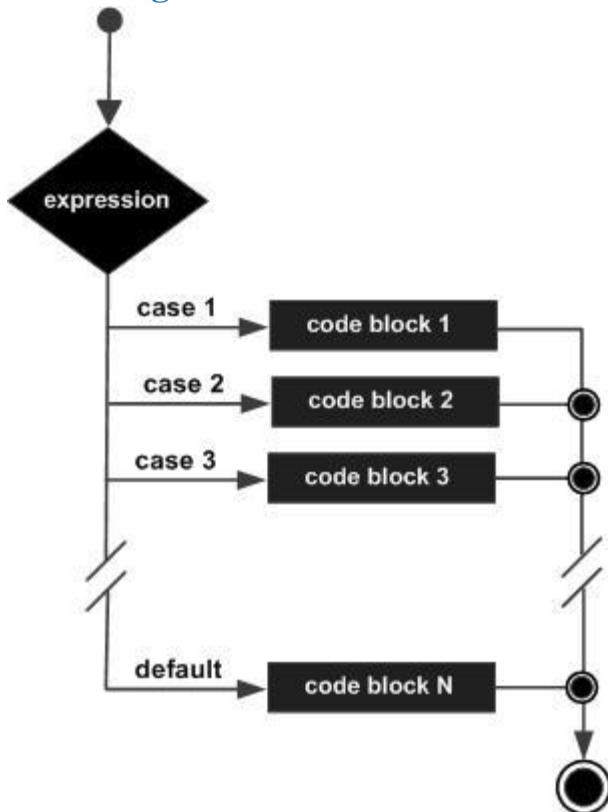 expression
case 1
code block 1
case 2
code block 2
case 3
code block 3
default
code block N